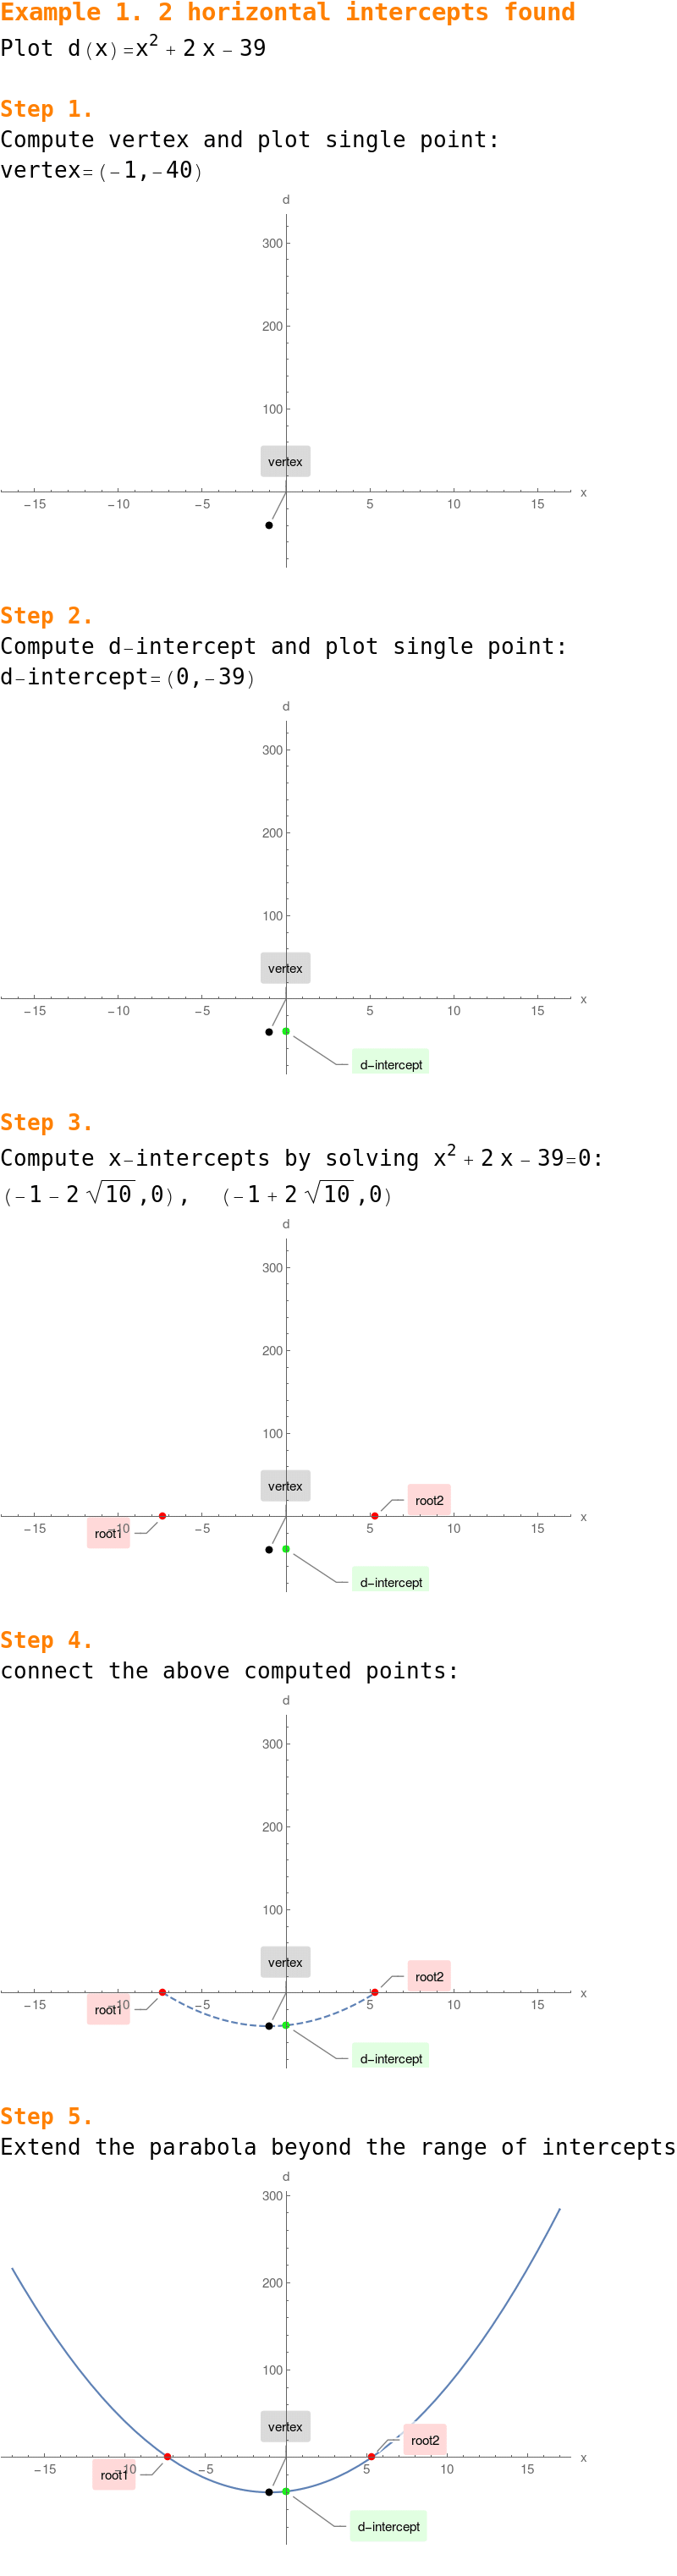 Example 1. 2 horizontal intercepts found
Plot d(x)=x² + 2 x − 39
Step 1.
Compute vertex and plot single point:
vertex=(−1,−40)
d
300
200
100
vertex
−15 −10 −5 5 10 15 x
Step 2.
Compute d−intercept and plot single point:
d−intercept=(0,−39)
d
300
200
100
vertex
−15 −10 −5 5 10 15 x
d−intercept
Step 3.
Compute x−intercepts by solving x² + 2 x − 39=0:
(−1 − 2 √10,0), (−1 + 2 √10,0)
d
300
200
100
vertex
root2
−15 −10 −5 5 10 15 x
root1
d−intercept
Step 4.
connect the above computed points:
d
300
200
100
vertex
root2
−15 −10 −5 5 10 15 x
root1
d−intercept
Step 5.
Extend the parabola beyond the range of intercepts
d
300
200
100
vertex
root2
−15 −10 −5 5 10 15 x
root1
d−intercept